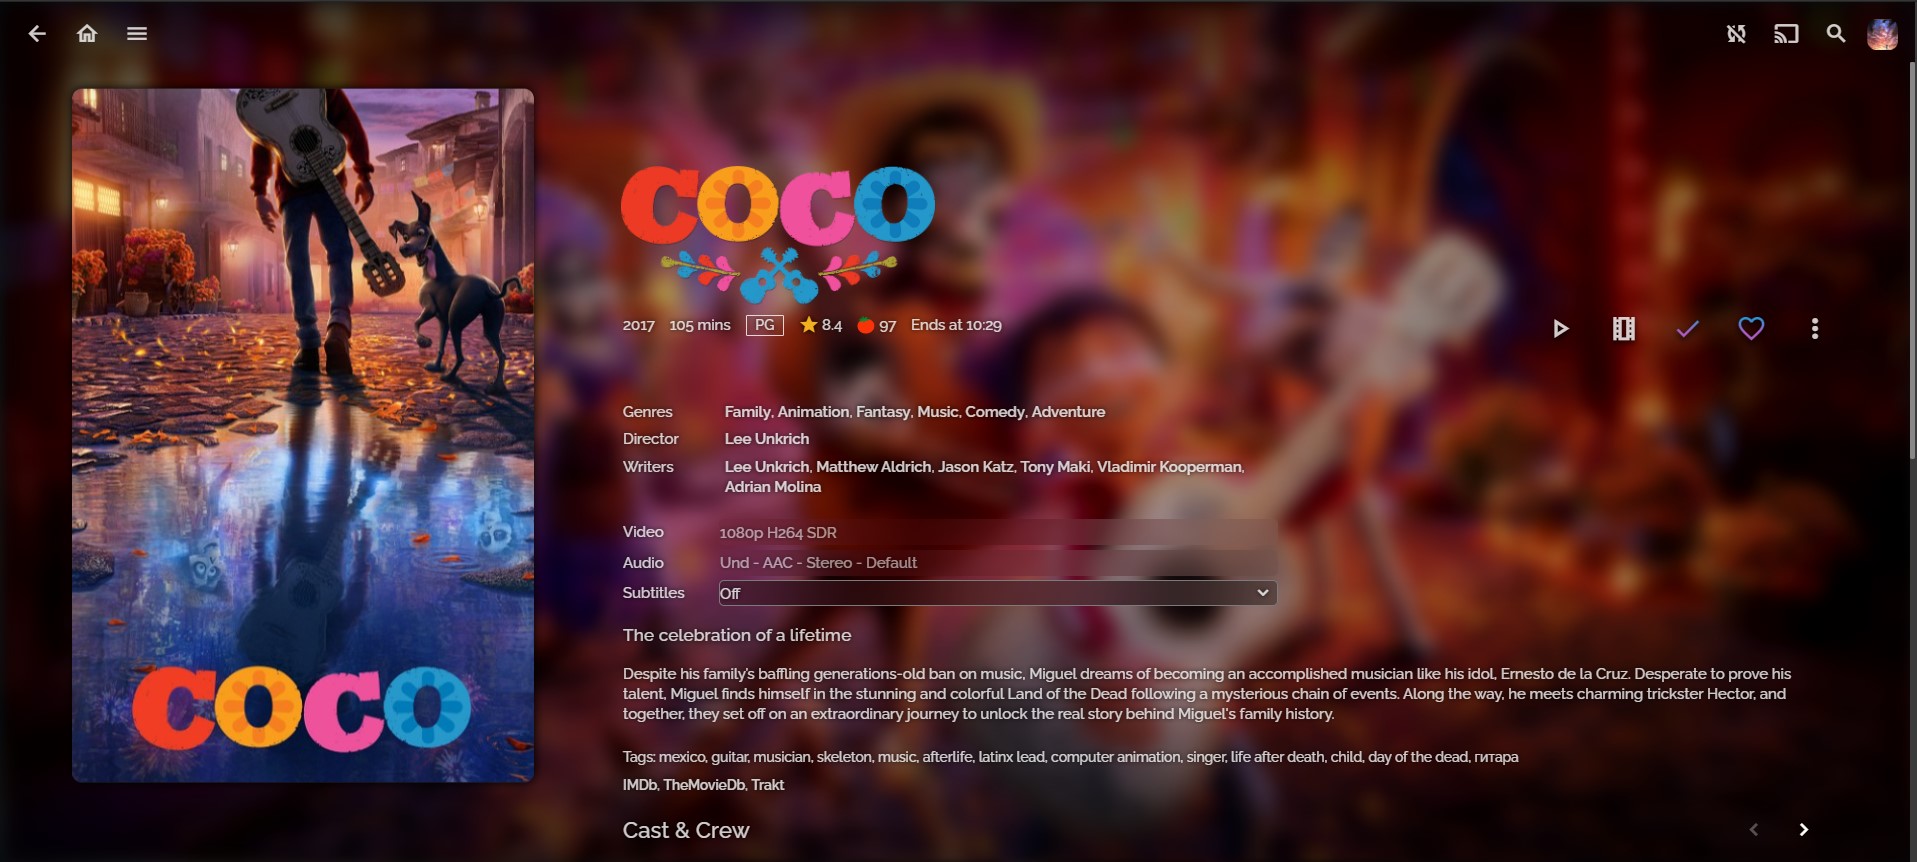 COCO
2017 105 mins PG 8.4 97 Ends at 10:29
Genres Family, Animation, Fantasy, Music, Comedy, Adventure
Director Lee Unkrich
Writers Lee Unkrich, Matthew Aldrich, Jason Katz, Tony Maki, Vladimir Kooperman,
Adrian Molina
Video 1080p H264 SDR
Audio Und - AAC - Stereo - Default
Subtitles Off
The celebration of a lifetime
Despite his family's baffling generations-old ban on music, Miguel dreams of becoming an accomplished musician like his idol, Ernesto de la Cruz. Desperate to prove his
talent, Miguel finds himself in the stunning and colorful Land of the Dead following a mysterious chain of events. Along the way, he meets charming trickster Hector, and
together, they set off on an extraordinary journey to unlock the real story behind Miguel's family history.
Tags: mexico, guitar, musician, skeleton, music, afterlife, latinx lead, computer animation, singer, life after death, child, day of the dead, гитара
IMDb, TheMovieDb, Trakt
Cast & Crew
COCO